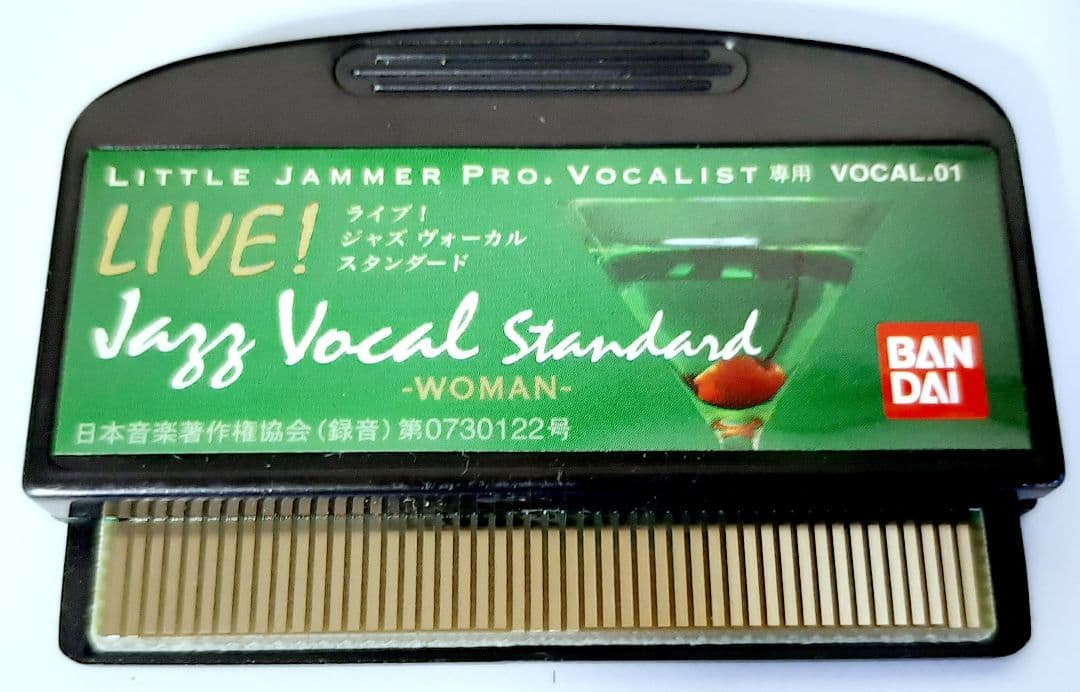 LITTLE JAMMER PRO. VOCALIST 専用 VOCAL.01
LIVE!
ライブ!
ジャズ ヴォーカル
スタンダード
Jazz Vocal Standard
-WOMAN-
BAN
DAI
日本音楽著作権協会(録音)第0730122号